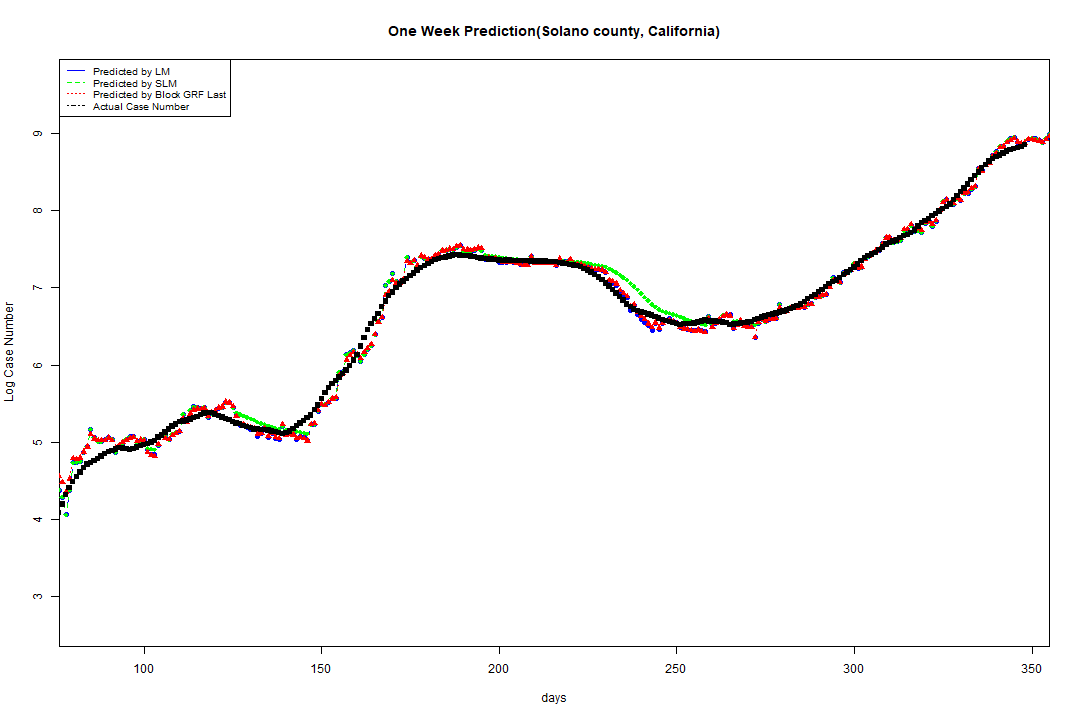 One Week Prediction(Solano county, California)
Predicted by LM
Predicted by SLM
Predicted by Block GRF Last
Actual Case Number
9
8
7
6
5
4
3
Log Case Number
100 150 200 250 300 350
days